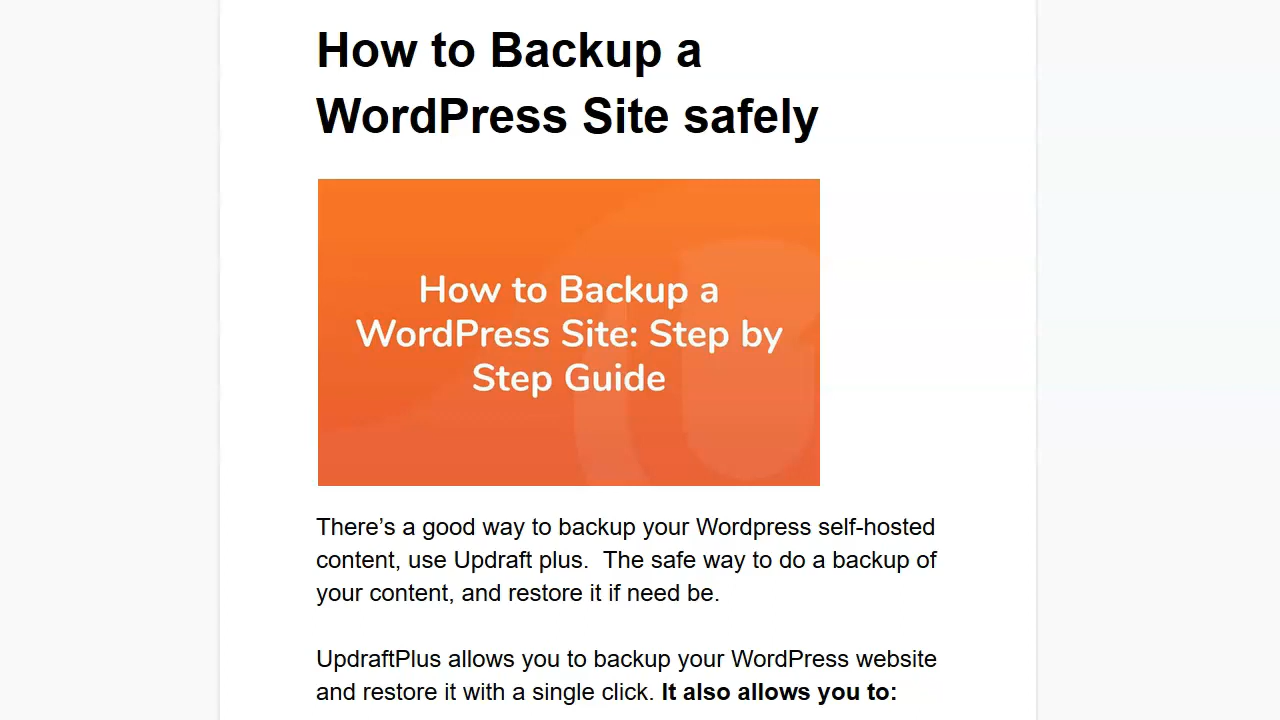 How to Backup a
WordPress Site safely
How to Backup a
WordPress Site: Step by
Step Guide
There’s a good way to backup your Wordpress self-hosted
content, use Updraft plus.  The safe way to do a backup of
your content, and restore it if need be.
UpdraftPlus allows you to backup your WordPress website
and restore it with a single click. It also allows you to: